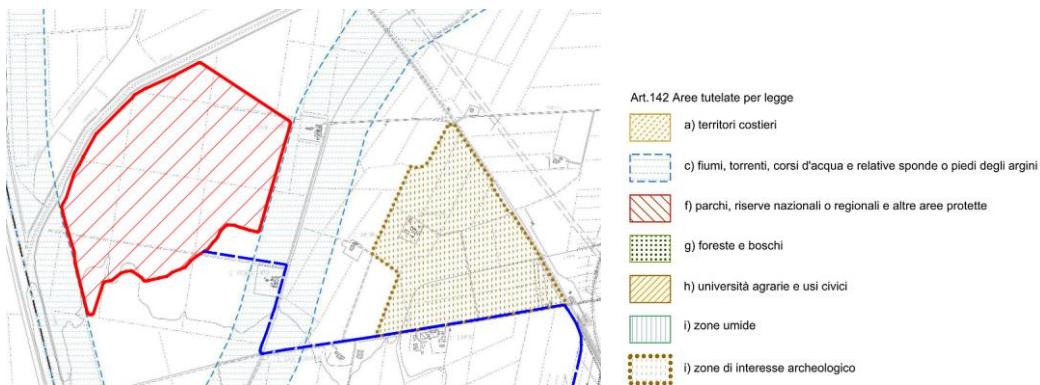 Art.142 Aree tutelate per legge
a) territori costieri
c) fiumi, torrenti, corsi d'acqua e relative sponde o piedi degli argini
f) parchi, riserve nazionali o regionali e altre aree protette
g) foreste e boschi
h) università agrarie e usi civici
i) zone umide
i) zone di interesse archeologico